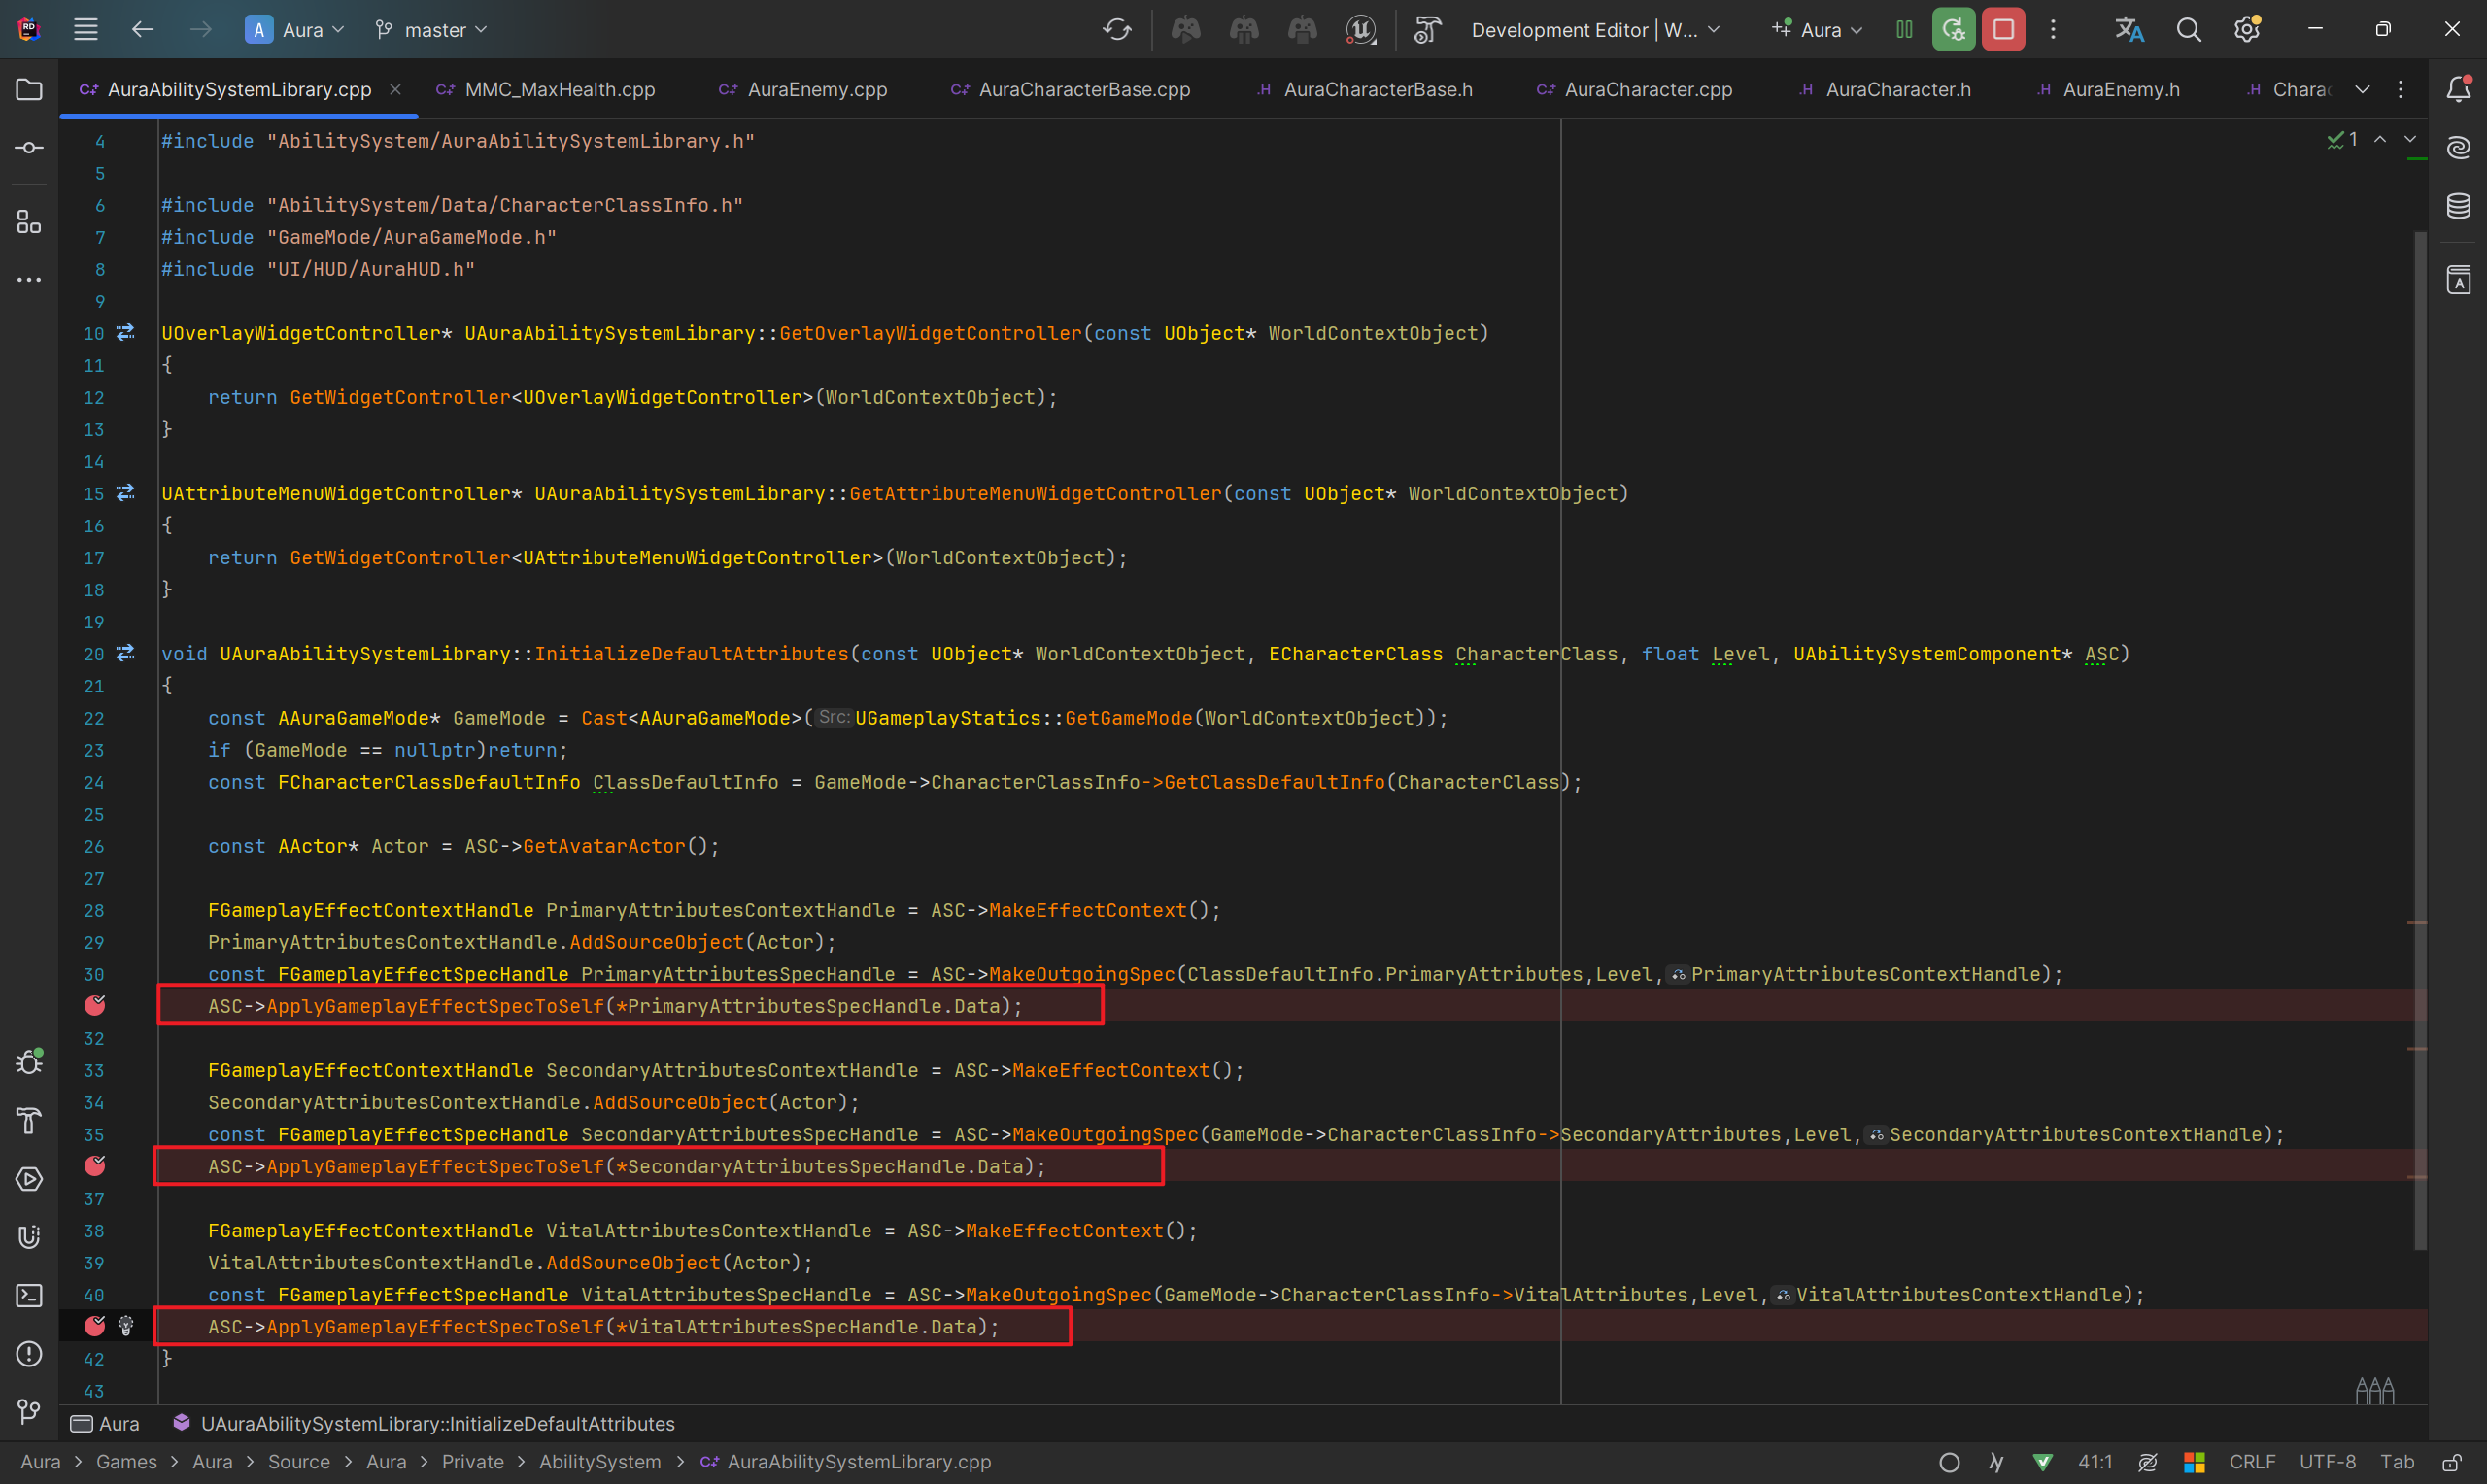 RD A Aura master Development Editor | W... Aura
AuraAbilitySystemLibrary.cpp MMC_MaxHealth.cpp AuraEnemy.cpp AuraCharacterBase.cpp .H AuraCharacterBase.h AuraCharacter.cpp .H AuraCharacter.h .H AuraEnemy.h .H Charac
4 #include "AbilitySystem/AuraAbilitySystemLibrary.h" 1
5
6 #include "AbilitySystem/Data/CharacterClassInfo.h"
7 #include "GameMode/AuraGameMode.h"
8 #include "UI/HUD/AuraHUD.h"
9
10 UOverlayWidgetController* UAuraAbilitySystemLibrary::GetOverlayWidgetController(const UObject* WorldContextObject)
11 {
12 return GetWidgetController<UOverlayWidgetController>(WorldContextObject);
13 }
14
15 UAttributeMenuWidgetController* UAuraAbilitySystemLibrary::GetAttributeMenuWidgetController(const UObject* WorldContextObject)
16 {
17 return GetWidgetController<UAttributeMenuWidgetController>(WorldContextObject);
18 }
19
20 void UAuraAbilitySystemLibrary::InitializeDefaultAttributes(const UObject* WorldContextObject, ECharacterClass CharacterClass, float Level, UAbilitySystemComponent* ASC)
21 {
22 const AAuraGameMode* GameMode = Cast<AAuraGameMode>(Src:UGameplayStatics::GetGameMode(WorldContextObject));
23 if (GameMode == nullptr)return;
24 const FCharacterClassDefaultInfo ClassDefaultInfo = GameMode->CharacterClassInfo->GetClassDefaultInfo(CharacterClass);
25
26 const AActor* Actor = ASC->GetAvatarActor();
27
28 FGameplayEffectContextHandle PrimaryAttributesContextHandle = ASC->MakeEffectContext();
29 PrimaryAttributesContextHandle.AddSourceObject(Actor);
30 const FGameplayEffectSpecHandle PrimaryAttributesSpecHandle = ASC->MakeOutgoingSpec(ClassDefaultInfo.PrimaryAttributes,Level,PrimaryAttributesContextHandle);
ASC->ApplyGameplayEffectSpecToSelf(*PrimaryAttributesSpecHandle.Data);
32
33 FGameplayEffectContextHandle SecondaryAttributesContextHandle = ASC->MakeEffectContext();
34 SecondaryAttributesContextHandle.AddSourceObject(Actor);
35 const FGameplayEffectSpecHandle SecondaryAttributesSpecHandle = ASC->MakeOutgoingSpec(GameMode->CharacterClassInfo->SecondaryAttributes,Level,SecondaryAttributesContextHandle);
ASC->ApplyGameplayEffectSpecToSelf(*SecondaryAttributesSpecHandle.Data);
37
38 FGameplayEffectContextHandle VitalAttributesContextHandle = ASC->MakeEffectContext();
39 VitalAttributesContextHandle.AddSourceObject(Actor);
40 const FGameplayEffectSpecHandle VitalAttributesSpecHandle = ASC->MakeOutgoingSpec(GameMode->CharacterClassInfo->VitalAttributes,Level,VitalAttributesContextHandle);
ASC->ApplyGameplayEffectSpecToSelf(*VitalAttributesSpecHandle.Data);
42 }
43
Aura UAuraAbilitySystemLibrary::InitializeDefaultAttributes
Aura > Games > Aura > Source > Aura > Private > AbilitySystem > AuraAbilitySystemLibrary.cpp 41:1 CRLF UTF-8 Tab